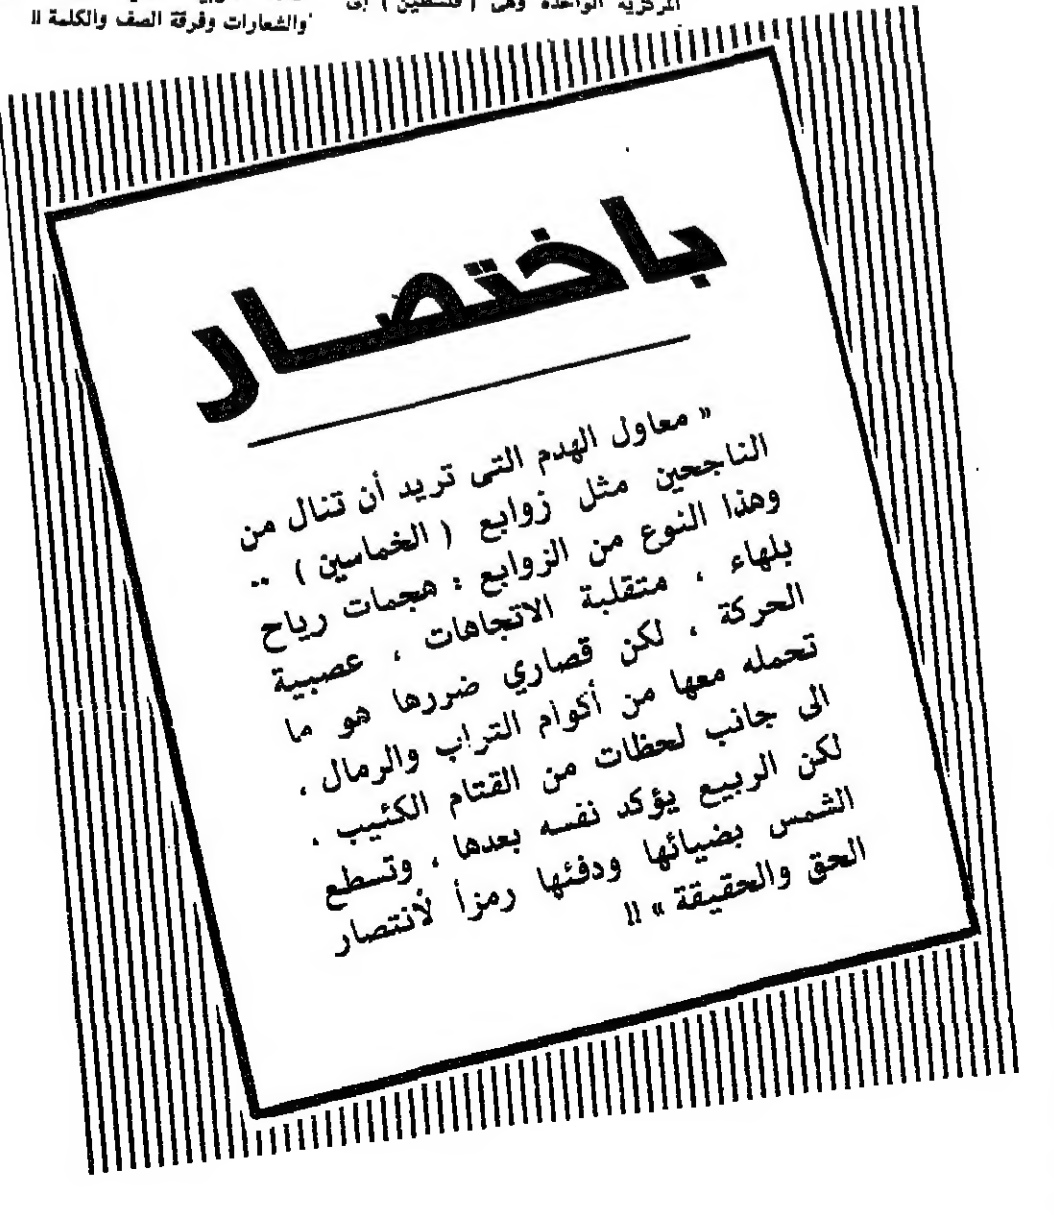 المركزية الواحدة وهى ( فلسطين ) إلى
والشعارات وفرقة الصف والكلمة !!
باختصار
« معاول الهدم التى تريد أن تنال من
الناجحين مثل زوابع ( الخماسين ) ..
وهذا النوع من الزوابع : هجمات رياح
بلهاء ، متقلبة الاتجاهات ، عصبية
الحركة ، لكن قصاري ضررها هو ما
تحمله معها من أكوام التراب والرمال ،
الى جانب لحظات من القتام الكئيب .
لكن الربيع يؤكد نفسه بعدها ، وتسطع
الشمس بضيائها ودفئها رمزأ لأنتصار
الحق والحقيقة » !!